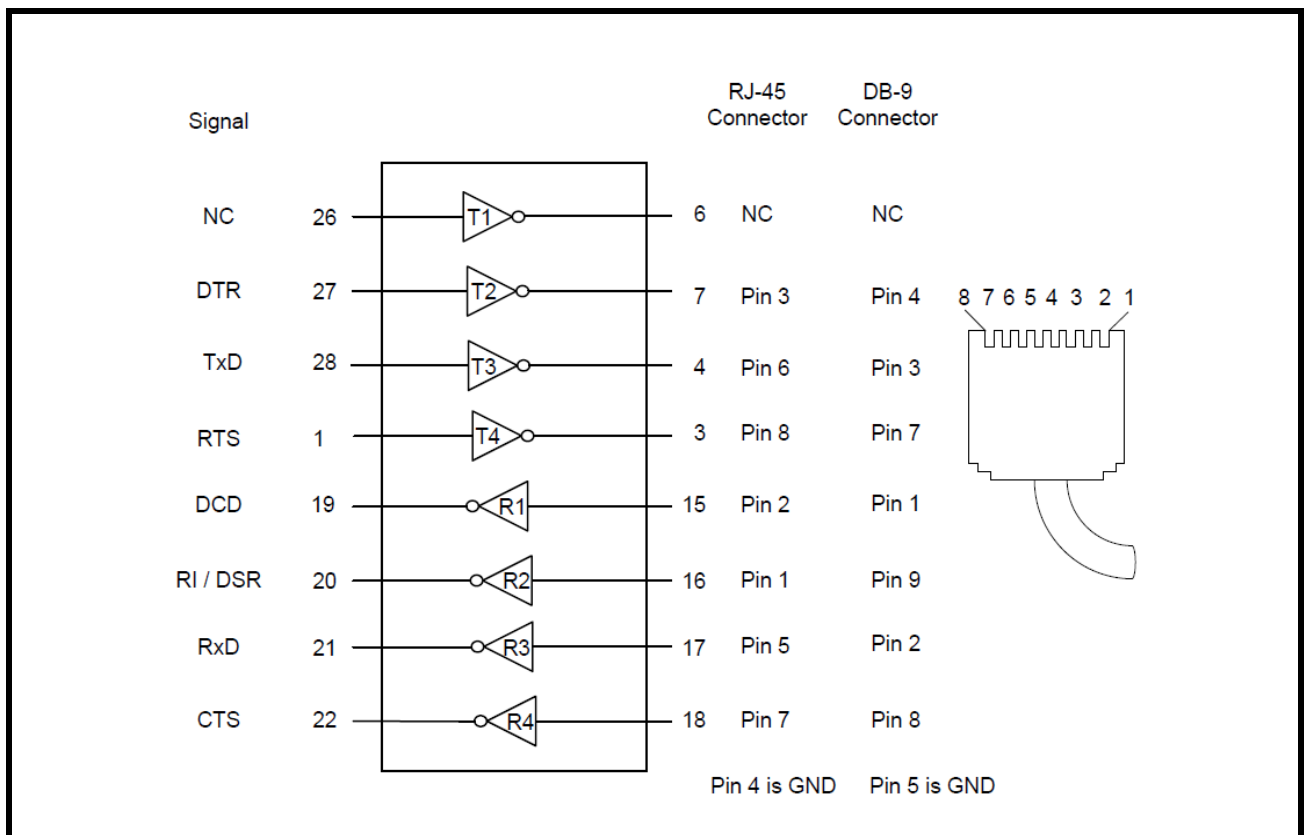 RJ-45 DB-9
Signal Connector Connector
NC 26 T1 6 NC NC
DTR 27 T2 7 Pin 3 Pin 4 8 7 6 5 4 3 2 1
TxD 28 T3 4 Pin 6 Pin 3
RTS 1 T4 3 Pin 8 Pin 7
DCD 19 R1 15 Pin 2 Pin 1
RI / DSR 20 R2 16 Pin 1 Pin 9
RxD 21 R3 17 Pin 5 Pin 2
CTS 22 R4 18 Pin 7 Pin 8
Pin 4 is GND Pin 5 is GND